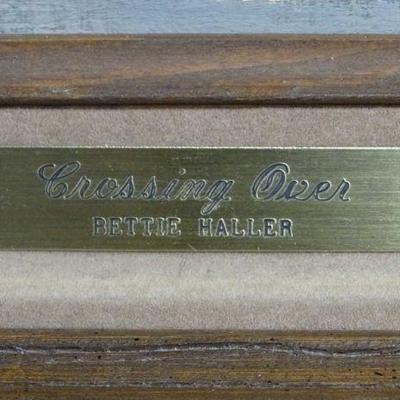 Crossing Over
BETTIE HALLER